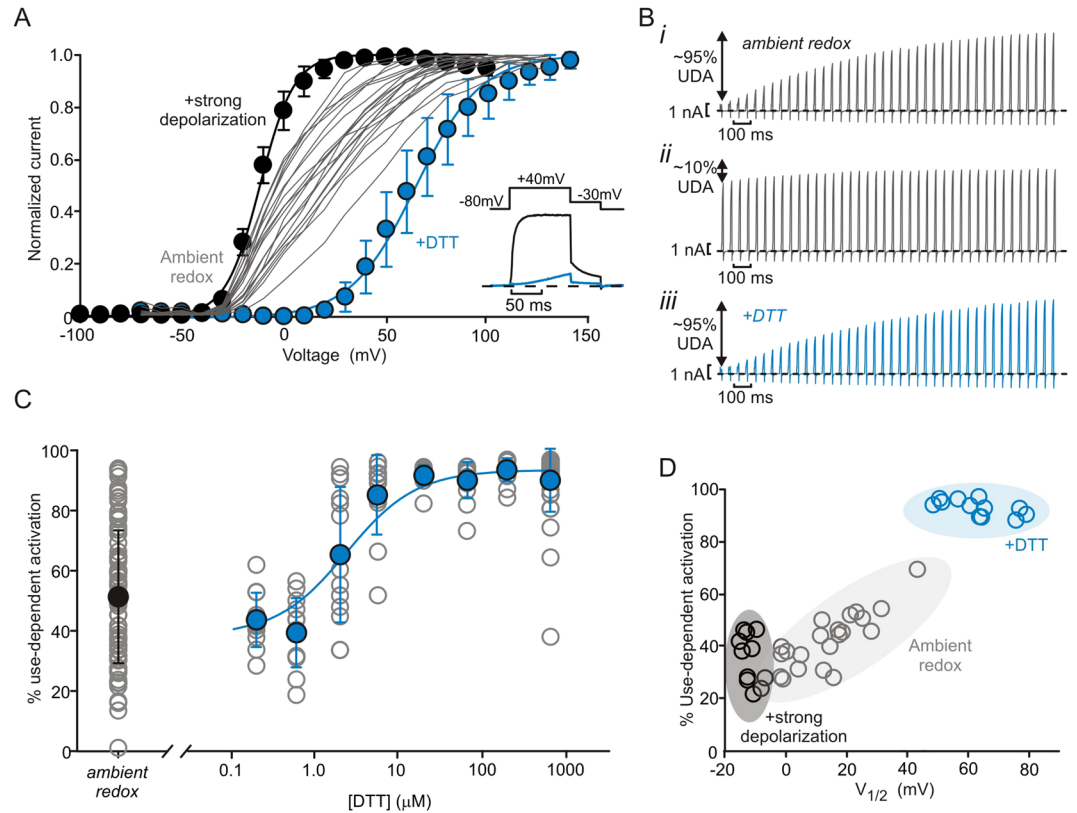 A
Normalized current
1.0
0.8
0.6
0.4
0.2
0
+strong
depolarization
Ambient
redox
+DTT
+40mV
-80mV
-30mV
50 ms
-100
-50
0
50
100
150
Voltage (mV)
B
i
ambient redox
~95%
UDA
1 nA
100 ms
ii
~10%
UDA
1 nA
100 ms
iii
+DTT
~95%
UDA
1 nA
100 ms
C
% use-dependent activation
100
80
60
40
20
0
ambient
redox
0.1
1.0
10
100
1000
[DTT] (µM)
D
% Use-dependent activation
100
80
60
40
20
0
+DTT
Ambient
redox
+strong
depolarization
-20
0
20
40
60
80
V1/2 (mV)